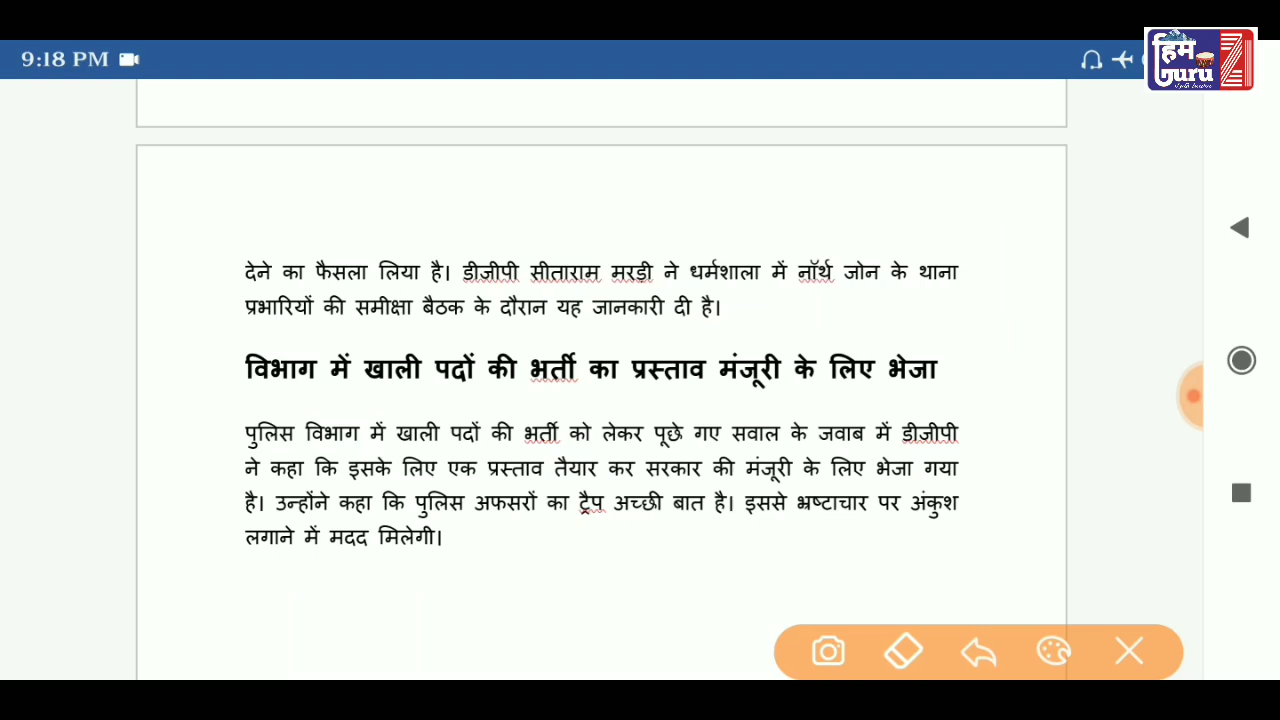 9:18 PM
हिम
Guru
Z
देने का फैसला लिया है। डीजीपी सीताराम मरड़ी ने धर्मशाला में नॉर्थ जोन के थाना
प्रभारियों की समीक्षा बैठक के दौरान यह जानकारी दी है।
विभाग में खाली पदों की भर्ती का प्रस्ताव मंजूरी के लिए भेजा
पुलिस विभाग में खाली पदों की भर्ती को लेकर पूछे गए सवाल के जवाब में डीजीपी
ने कहा कि इसके लिए एक प्रस्ताव तैयार कर सरकार की मंजूरी के लिए भेजा गया
है। उन्होंने कहा कि पुलिस अफसरों का ट्रैप अच्छी बात है। इससे भ्रष्टाचार पर अंकुश
लगाने में मदद मिलेगी।